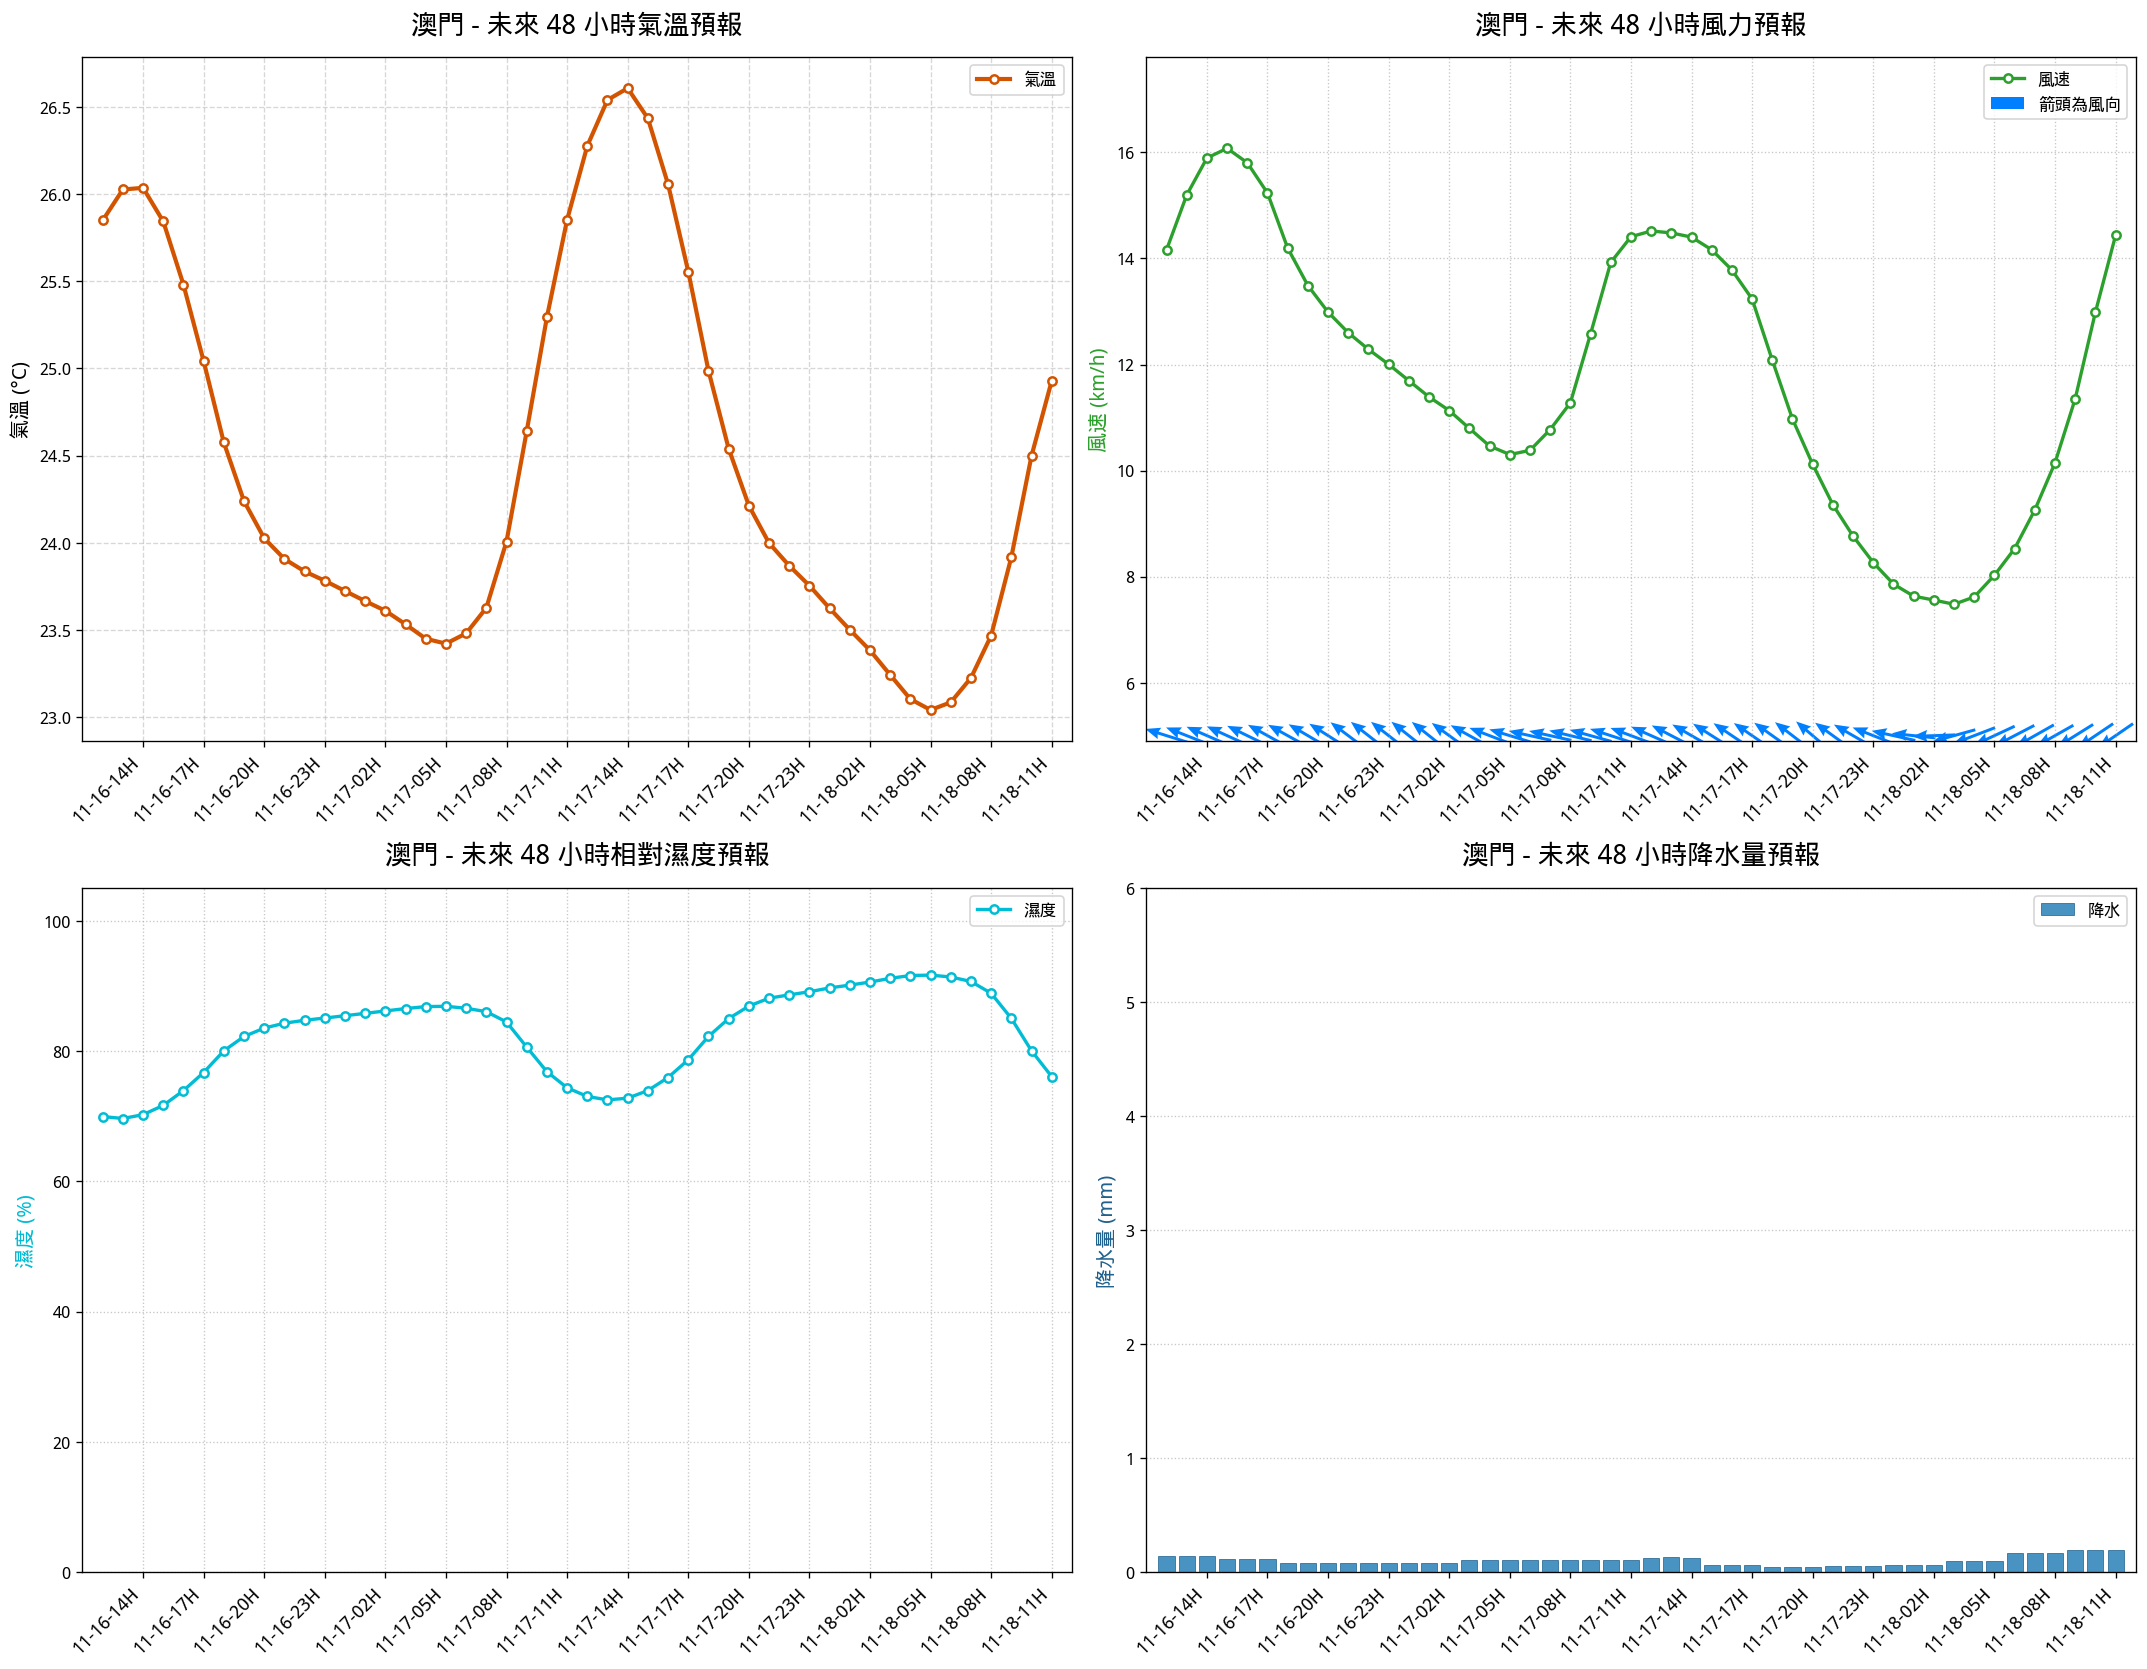 澳門 - 未來 48 小時氣溫預報
氣溫
氣溫 (°C)
26.5
26.0
25.5
25.0
24.5
24.0
23.5
23.0
11-16-14H
11-16-17H
11-16-20H
11-16-23H
11-17-02H
11-17-05H
11-17-08H
11-17-11H
11-17-14H
11-17-17H
11-17-20H
11-17-23H
11-18-02H
11-18-05H
11-18-08H
11-18-11H
澳門 - 未來 48 小時風力預報
風速
箭頭為風向
風速 (km/h)
16
14
12
10
8
6
11-16-14H
11-16-17H
11-16-20H
11-16-23H
11-17-02H
11-17-05H
11-17-08H
11-17-11H
11-17-14H
11-17-17H
11-17-20H
11-17-23H
11-18-02H
11-18-05H
11-18-08H
11-18-11H
澳門 - 未來 48 小時相對濕度預報
濕度
濕度 (%)
100
80
60
40
20
0
11-16-14H
11-16-17H
11-16-20H
11-16-23H
11-17-02H
11-17-05H
11-17-08H
11-17-11H
11-17-14H
11-17-17H
11-17-20H
11-17-23H
11-18-02H
11-18-05H
11-18-08H
11-18-11H
澳門 - 未來 48 小時降水量預報
降水
降水量 (mm)
6
5
4
3
2
1
0
11-16-14H
11-16-17H
11-16-20H
11-16-23H
11-17-02H
11-17-05H
11-17-08H
11-17-11H
11-17-14H
11-17-17H
11-17-20H
11-17-23H
11-18-02H
11-18-05H
11-18-08H
11-18-11H